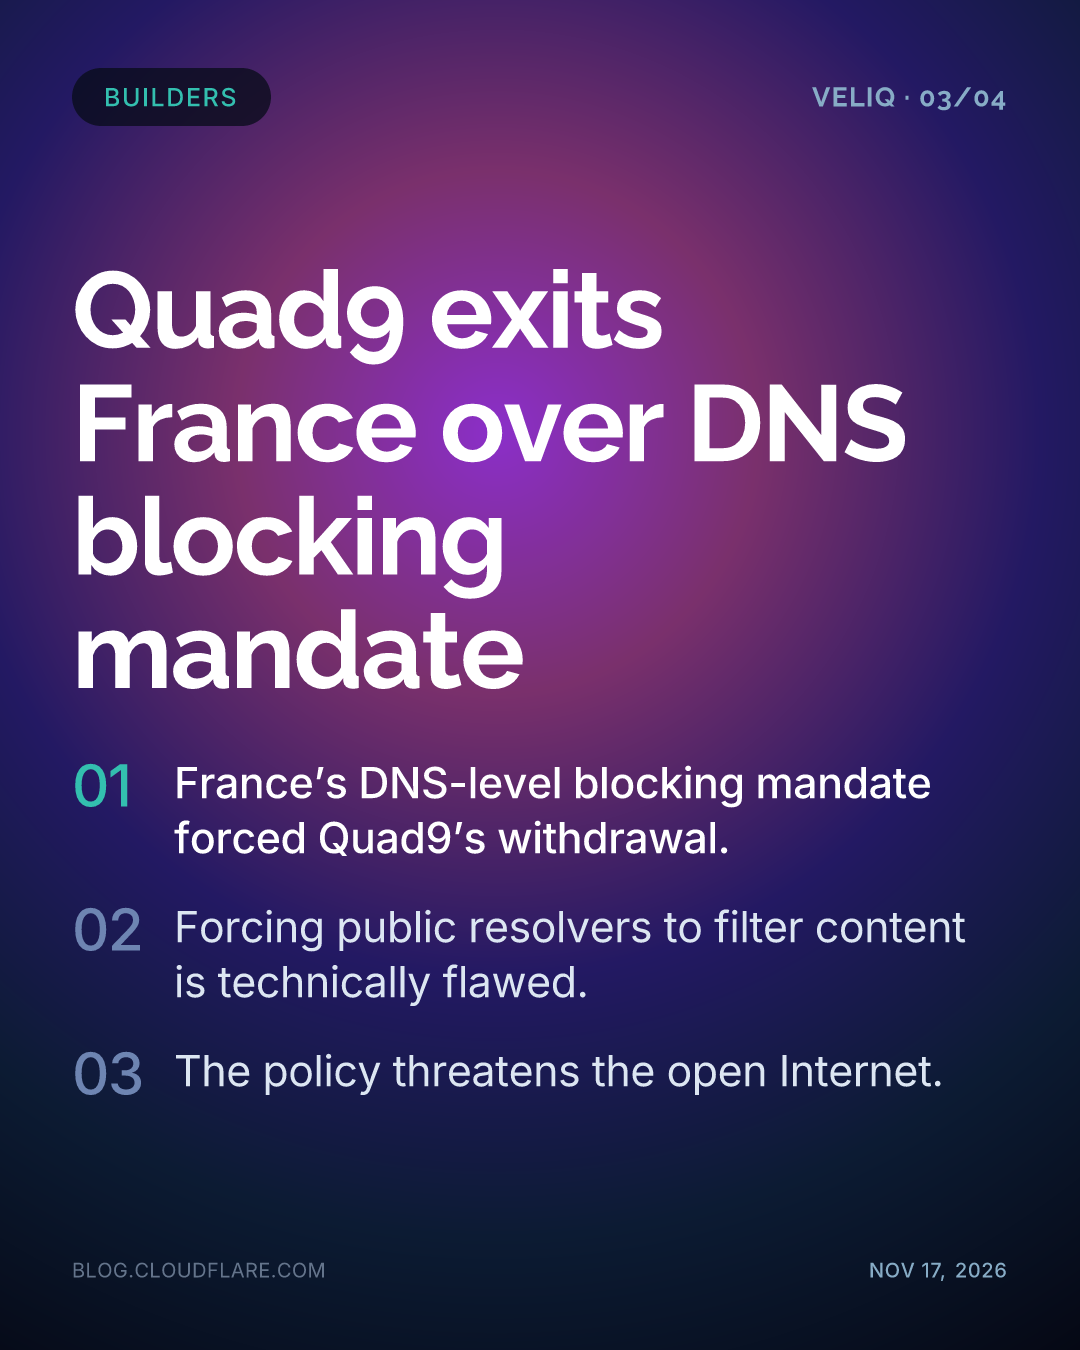 BUILDERS
VELIQ · 03/04
Quad9 exits
France over DNS
blocking
mandate
01 France’s DNS-level blocking mandate
forced Quad9’s withdrawal.
02 Forcing public resolvers to filter content
is technically flawed.
03 The policy threatens the open Internet.
BLOG.CLOUDFLARE.COM
NOV 17, 2026